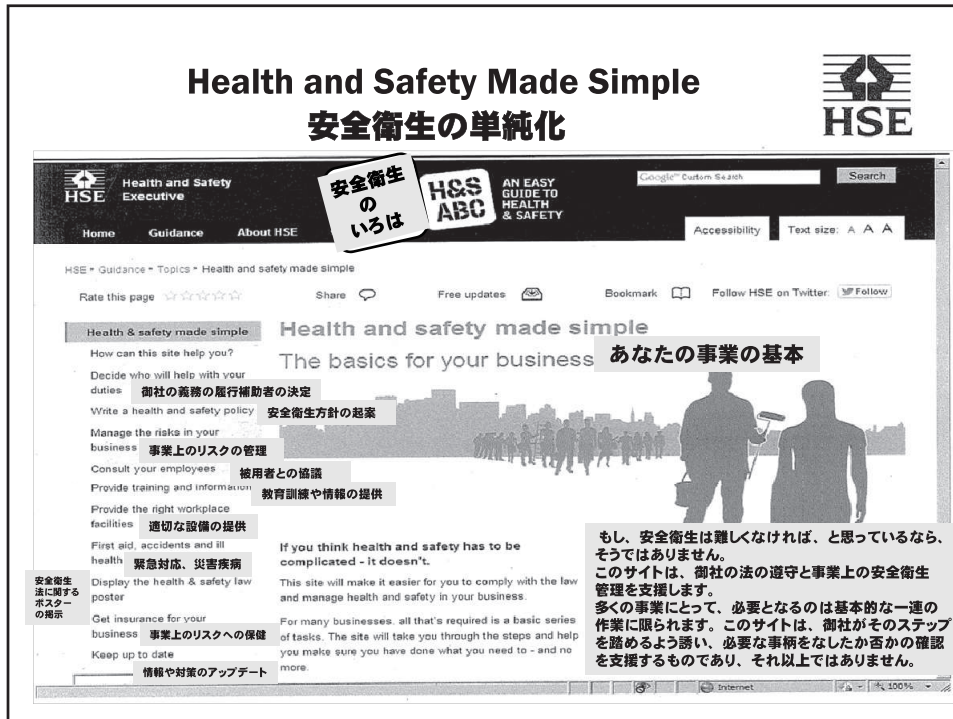 Health and Safety Made Simple
安全衛生の単純化
HSE
HSE
Health and Safety
Executive
安全衛生
の
いろは
H&S
ABC
AN EASY
GUIDE TO
HEALTH
& SAFETY
Google™ Custom Search
Search
Home Guidance About HSE
Accessibility Text size: A A A
HSE Guidance Topics Health and safety made simple
Rate this page
Share
Free updates
Bookmark
Follow HSE on Twitter:
Follow
Health & safety made simple
How can this site help you?
Decide who will help with your
duties
御社の義務の履行補助者の決定
Write a health and safety policy
安全衛生方針の起案
Manage the risks in your
business
事業上のリスクの管理
Consult your employees
被用者との協議
Provide training and information
教育訓練や情報の提供
Provide the right workplace
facilities
適切な設備の提供
First aid, accidents and ill
health
緊急対応、災害疾病
安全衛生
法に関する
ポスター
の掲示
Display the health & safety law
poster
Get insurance for your
business
事業上のリスクへの保健
Keep up to date
情報や対策のアップデート
Health and safety made simple
The basics for your business
あなたの事業の基本
If you think health and safety has to be
complicated - it doesn't.
This site will make it easier for you to comply with the law
and manage health and safety in your business.
For many businesses, all that's required is a basic series
of tasks. The site will take you through the steps and help
you make sure you have done what you need to - and no
more.
もし、安全衛生は難しくなければ、と思っているなら、
そうではありません。
このサイトは、御社の法の遵守と事業上の安全衛生
管理を支援します。
多くの事業にとって、必要となるのは基本的な一連の
作業に限られます。このサイトは、御社がそのステップ
を踏めるよう誘い、必要な事柄をなしたか否かの確認
を支援するものであり、それ以上ではありません。
Internet
100%